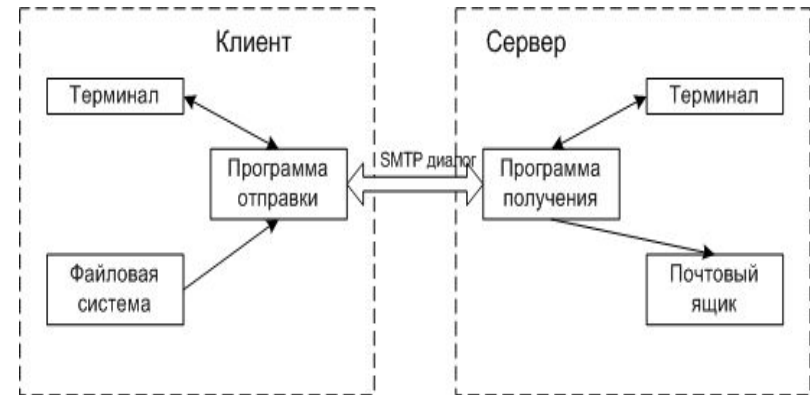 Клиент
Сервер
Терминал
Терминал
SMTP диалог
Программа
отправки
Программа
получения
Файловая
система
Почтовый
ящик